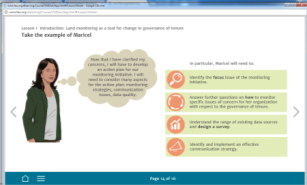 Lesson 1 Introduction: Land monitoring as a tool for change in governance of tenure
Take the example of Maricel
Now that I have clarified my
concerns, I will have to develop
an action plan for our
monitoring initiative. I will
need to consider many aspects
for the action plan: monitoring
strategies, communication
issues, data quality.
In particular, Maricel will need to:
Identify the focus issue of the monitoring
initiative.
Answer further questions on how to monitor
specific issues of concern for her organization
with respect to the governance of tenure.
Understand the range of existing data sources
and design a survey.
Identify and implement an effective
communication strategy.
Page 14 of 16